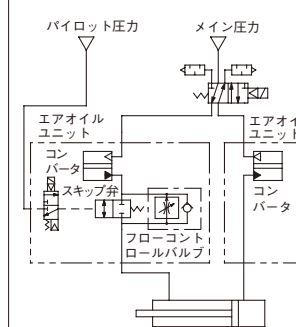 パイロット圧力
メイン圧力
エアオイル
ユニット
コン
バータ
スキップ弁
フローコント
ロールバルブ
エアオイ
ユニット
コン
バータ